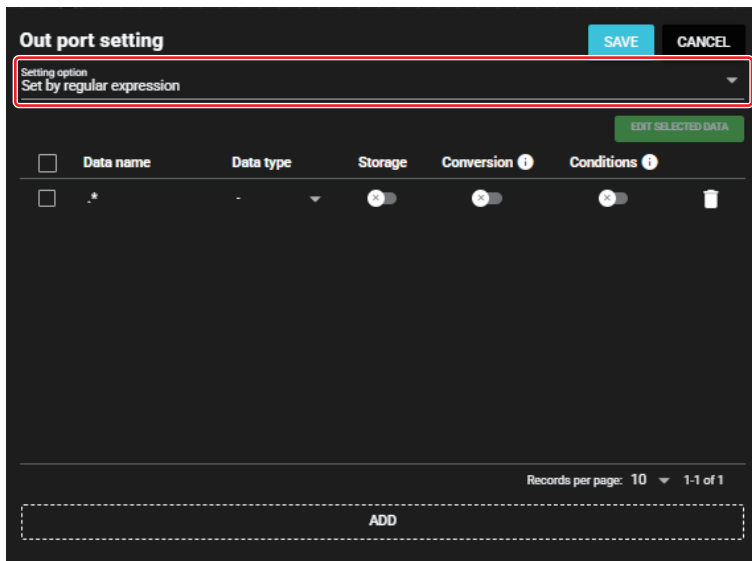 Out port setting SAVE CANCEL
Setting option
Set by regular expression
EDIT SELECTED DATA
Data name Data type Storage Conversion Conditions
.* -
Records per page: 10 1-1 of 1
ADD